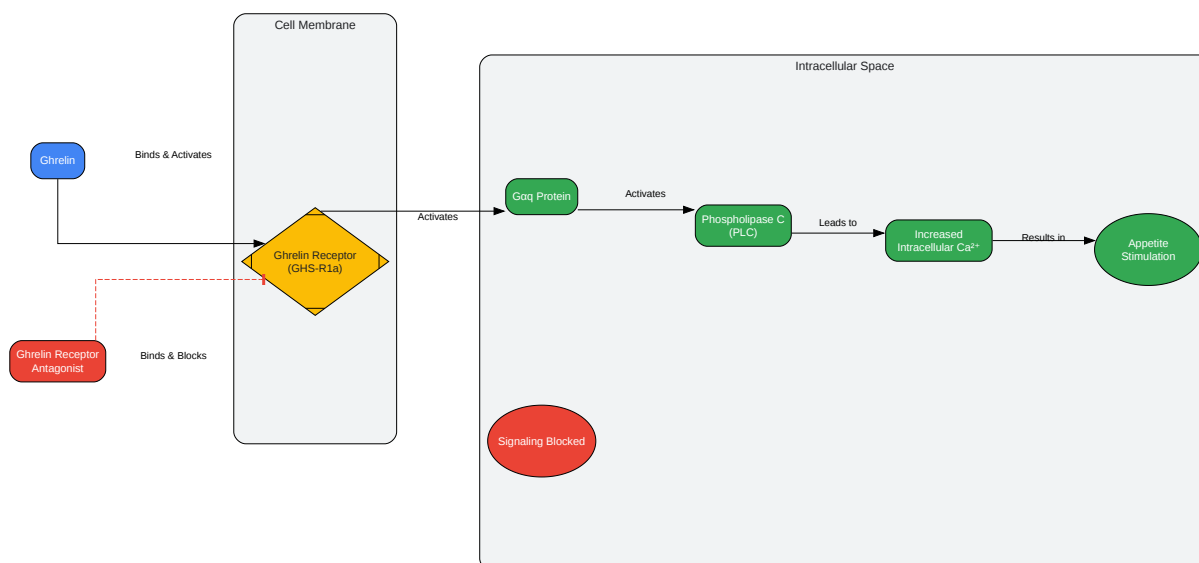 Cell Membrane
Intracellular Space
Ghrelin
Binds & Activates
Ghrelin Receptor
(GHS-R1a)
Activates
Gαq Protein
Activates
Phospholipase C
(PLC)
Leads to
Increased
Intracellular Ca²⁺
Results in
Appetite
Stimulation
Ghrelin Receptor
Antagonist
Binds & Blocks
Signaling Blocked